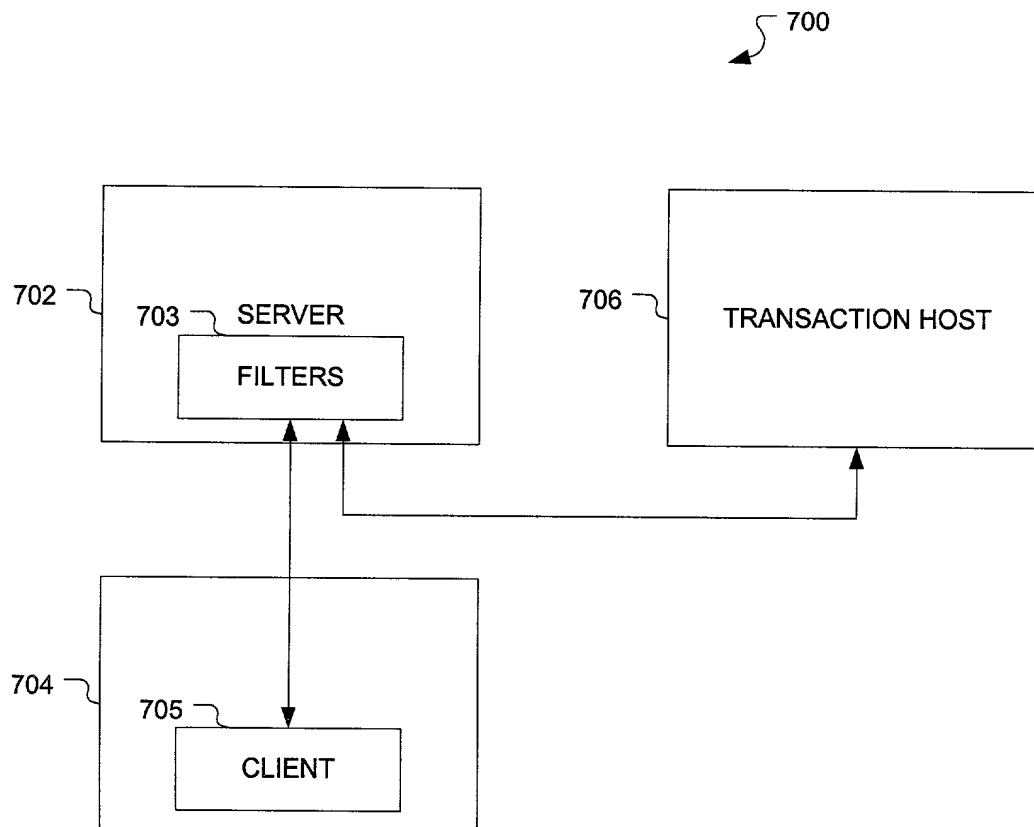 700
702
703
SERVER
FILTERS
706
TRANSACTION HOST
704
705
CLIENT